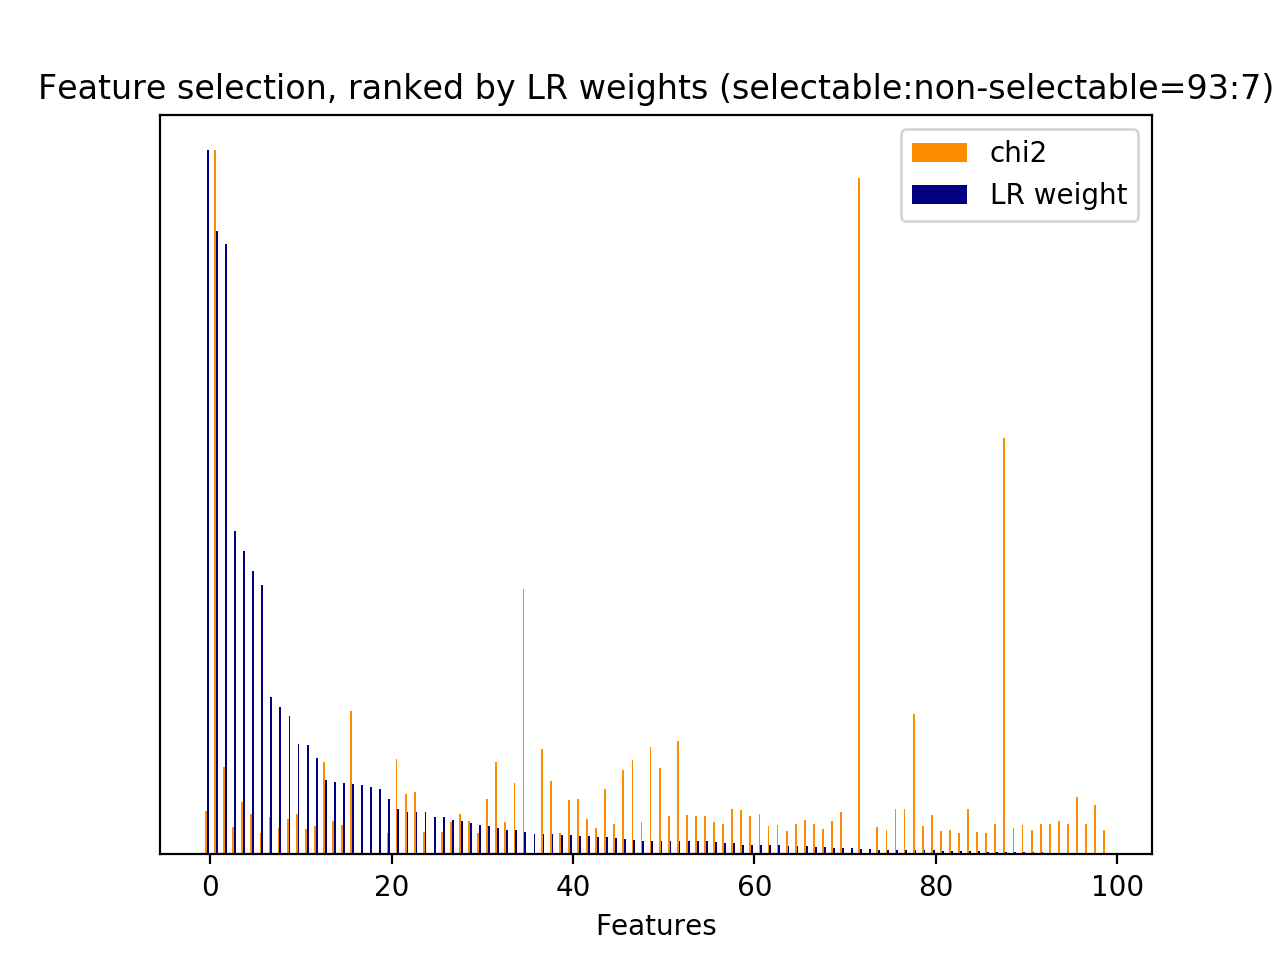 Feature selection, ranked by LR weights (selectable:non-selectable=93:7)
chi2
LR weight
0 20 40 60 80 100
Features